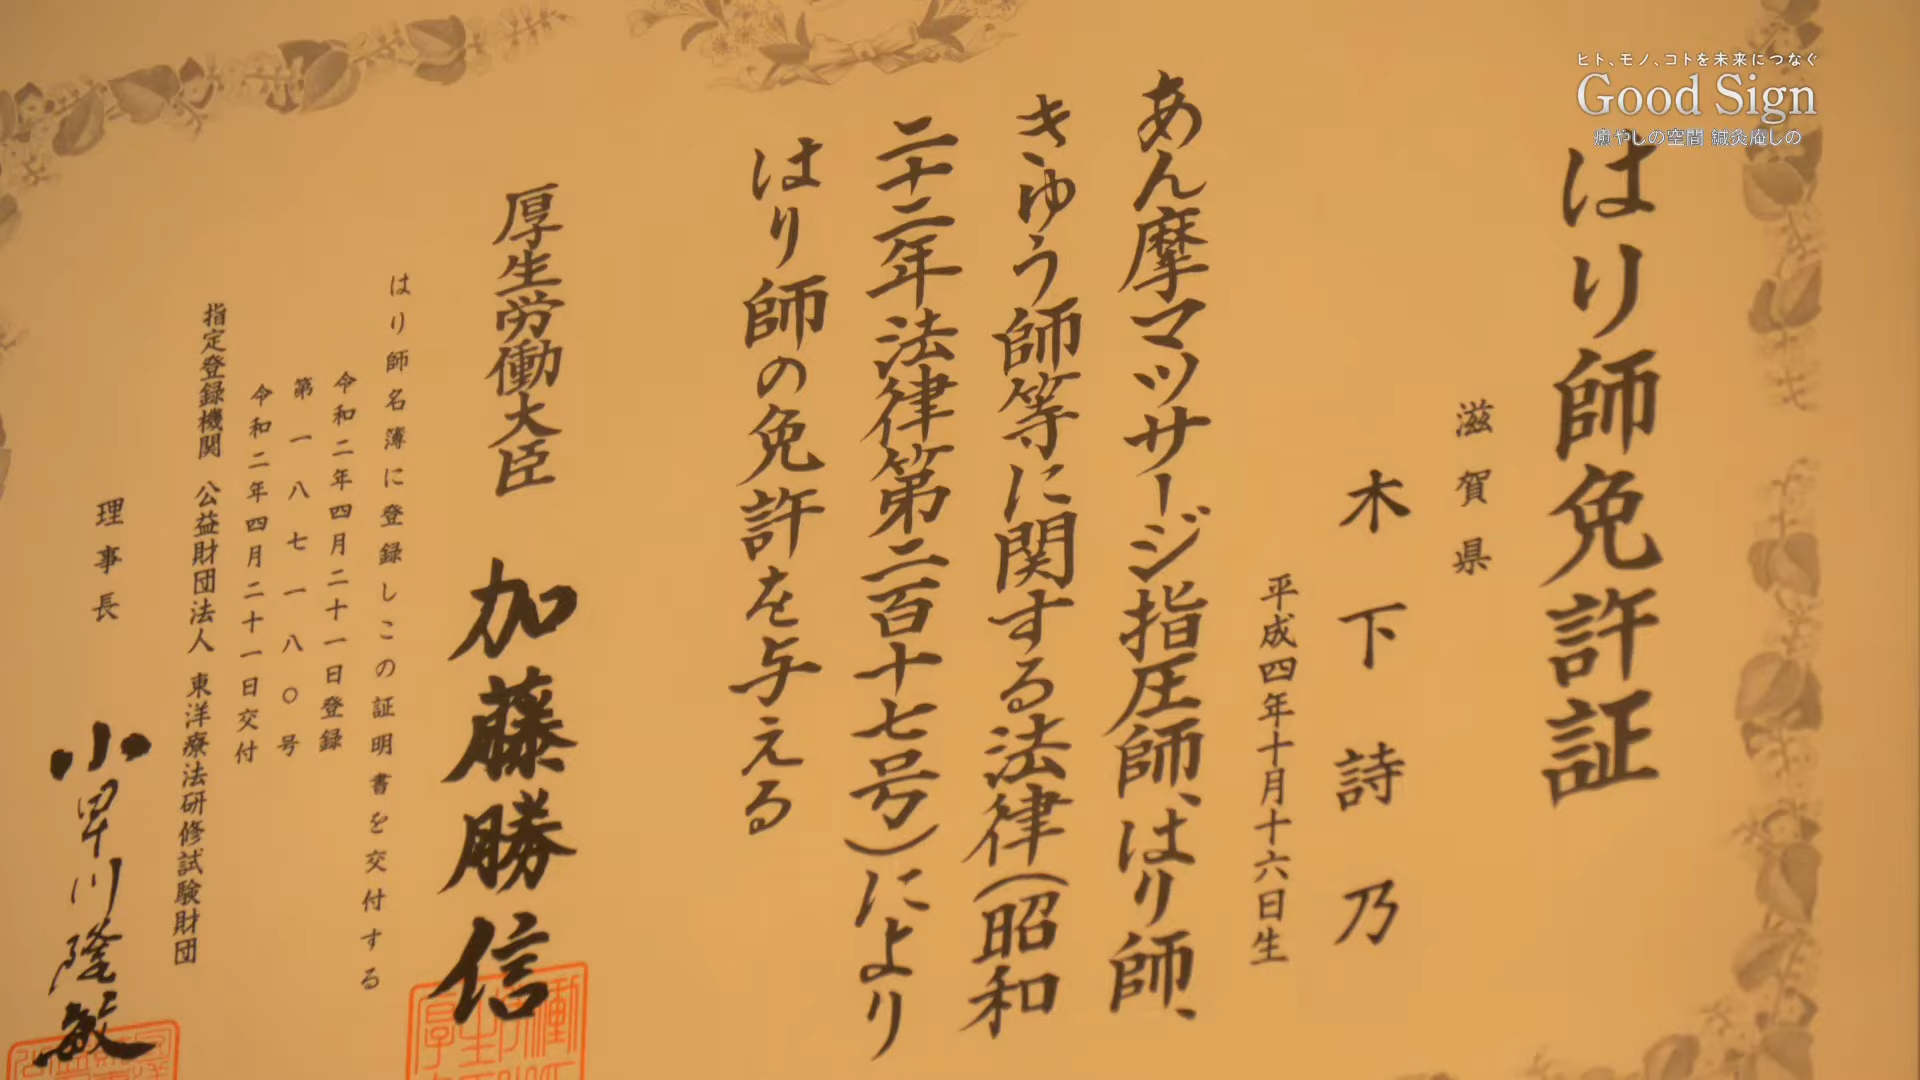 ヒト、モノ、コトを未来につなぐ
Good Sign
癒やしの空間 鍼灸庵しの
はり師免許証
滋賀県
木下詩乃
平成四年十月十六日生
あん摩マツサージ指圧師、はり師、
きゆう師等に関する法律(昭和
二十二年法律第二百十七号)により
はり師の免許を与える
厚生労働大臣 加藤勝信
はり師名簿に登録しこの証明書を交付する
令和二年四月二十一日登録
第一八七一一八〇号
令和二年四月二十一日交付
指定登録機関 公益財団法人 東洋療法研修試験財団
理事長 小早川隆敏